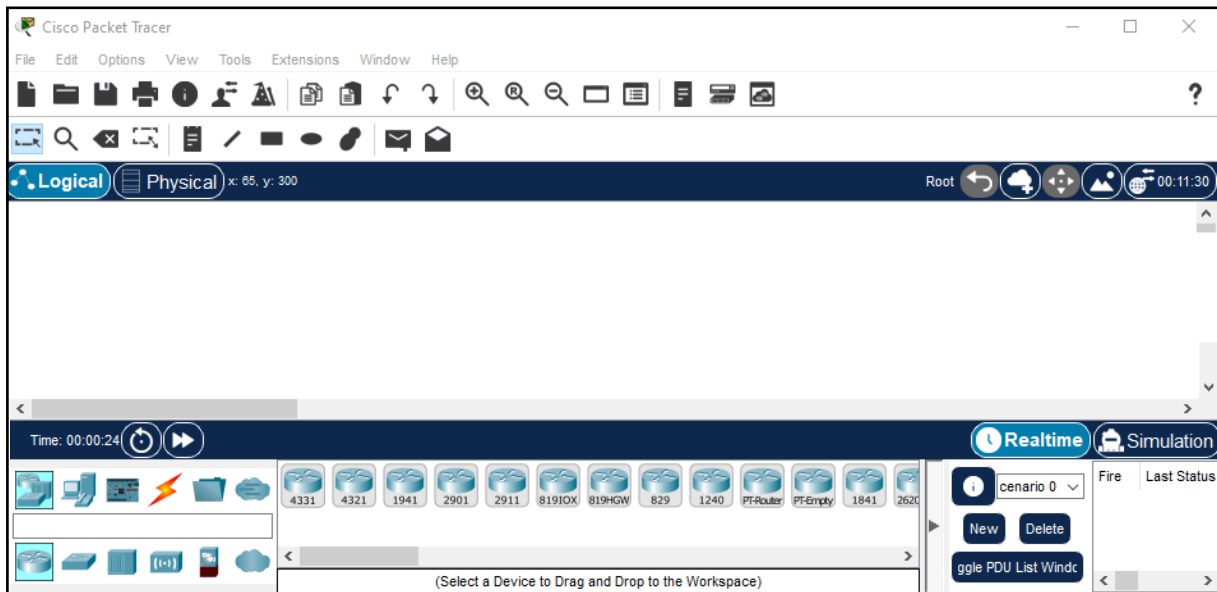 Cisco Packet Tracer
File Edit Options View Tools Extensions Window Help
?
Logical Physical x: 65, y: 300 Root 00:11:30
Time: 00:00:24 Realtime Simulation
4331 4321 1941 2901 2911 819IOX 819HGW 829 1240 PT-Router PT-Empty 1841 2620
cenario 0 Fire Last Status
New Delete
ggle PDU List Windo
(Select a Device to Drag and Drop to the Workspace)